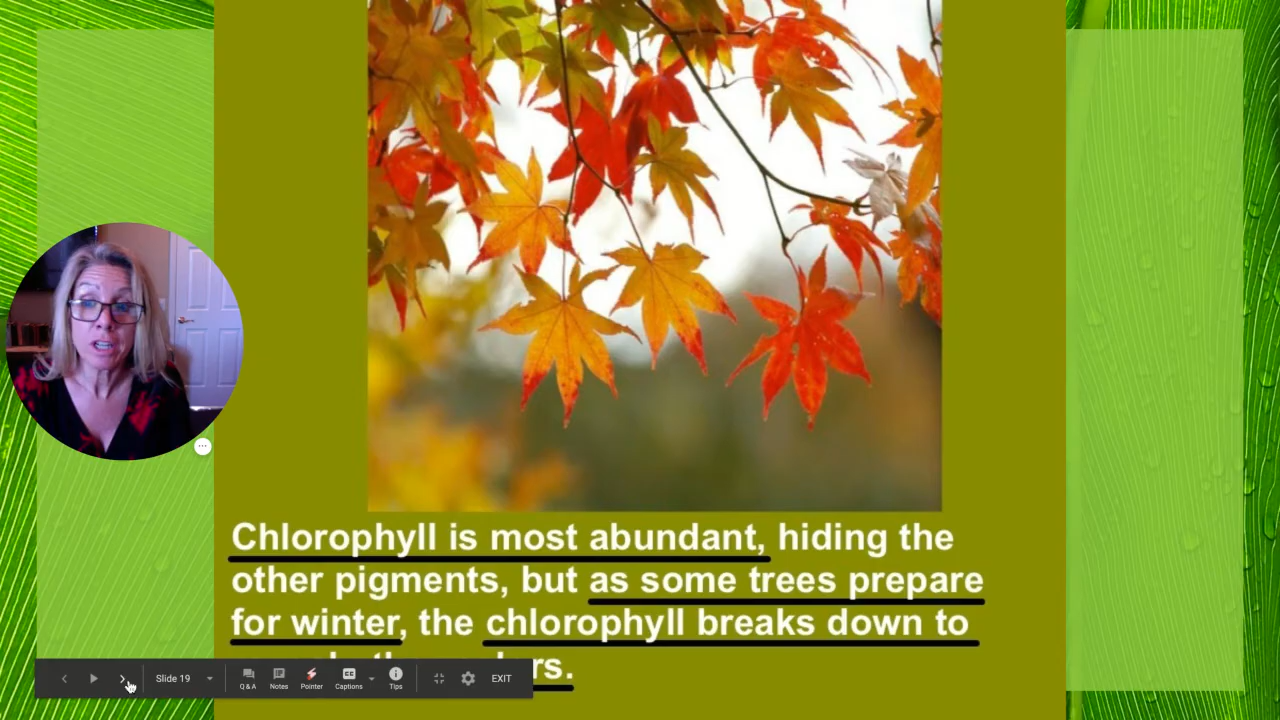 Chlorophyll is most abundant, hiding the
other pigments, but as some trees prepare
for winter, the chlorophyll breaks down to
Slide 19
Q & A
Notes
Pointer
CC
Captions
Tips
EXIT